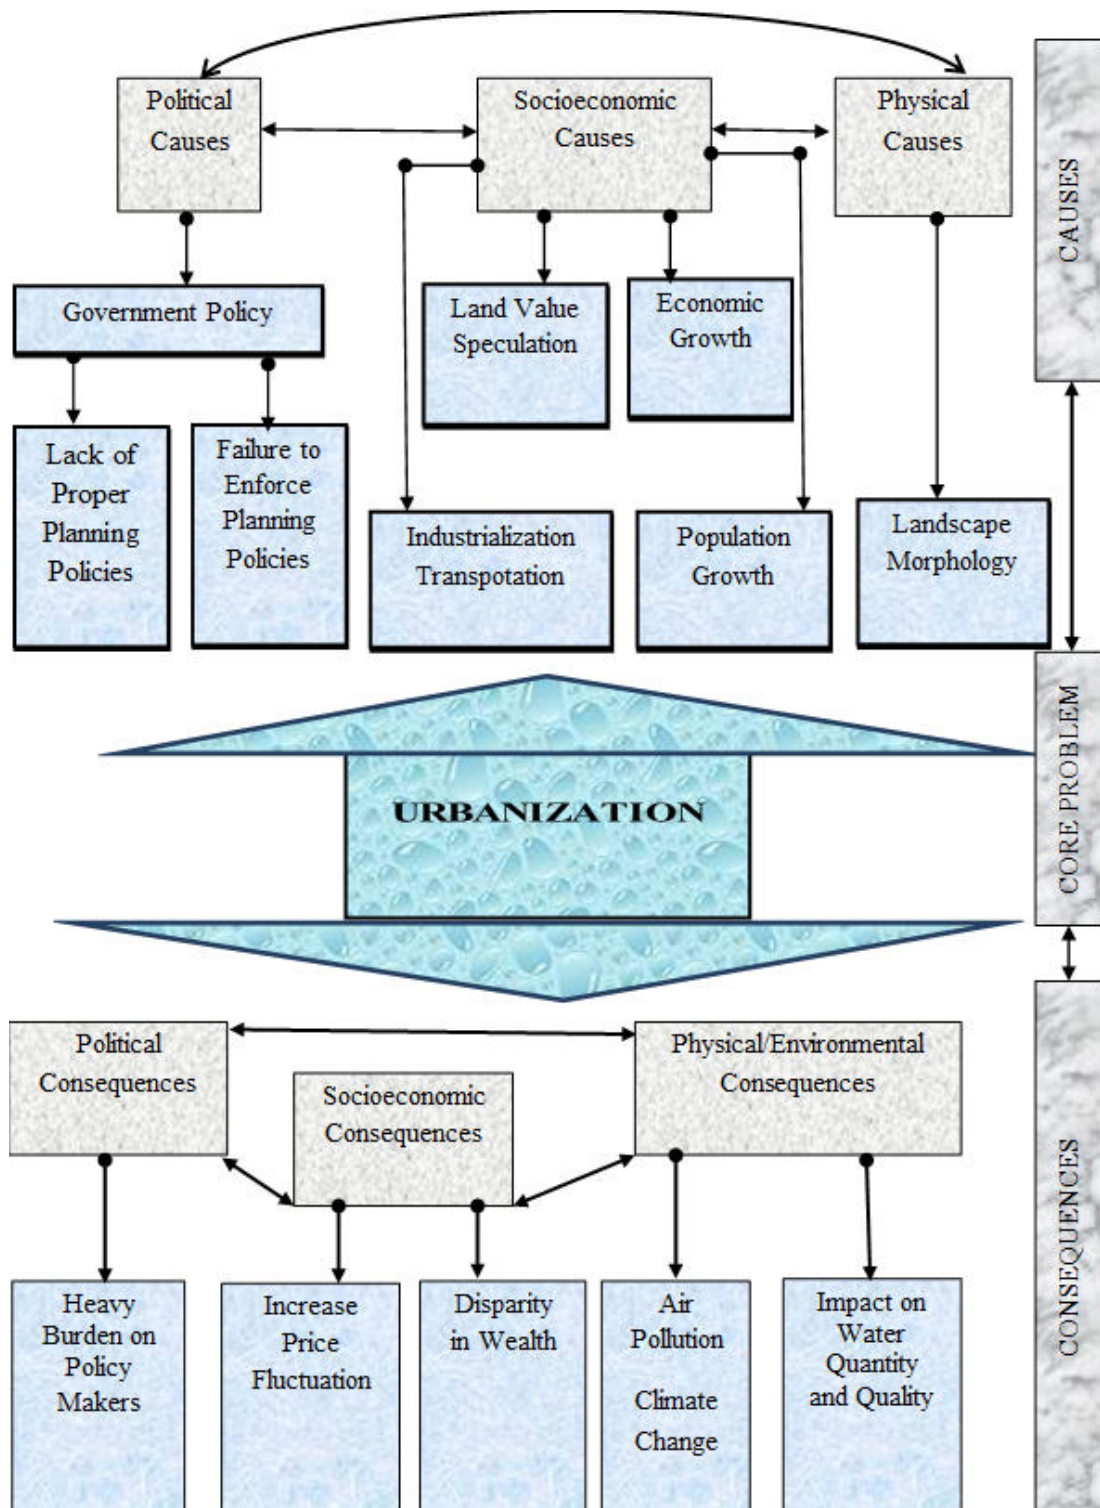 Political
Causes
Socioeconomic
Causes
Physical
Causes
CAUSES
Government Policy
Land Value
Speculation
Economic
Growth
Lack of
Proper
Planning
Policies
Failure to
Enforce
Planning
Policies
Industrialization
Transpotation
Population
Growth
Landscape
Morphology
URBANIZATION
CORE PROBLEM
Political
Consequences
Socioeconomic
Consequences
Physical/Environmental
Consequences
CONSEQUENCES
Heavy
Burden on
Policy
Makers
Increase
Price
Fluctuation
Disparity
in Wealth
Air
Pollution
Climate
Change
Impact on
Water
Quantity
and Quality